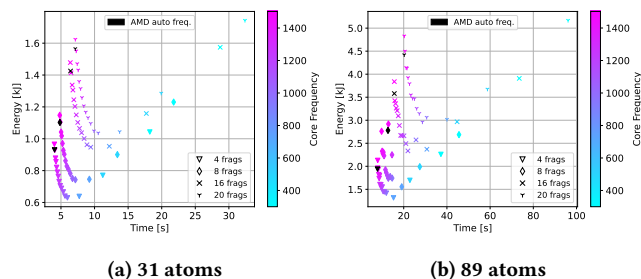 AMD auto freq.
Energy [kJ]
1.6
1.4
1.2
1.0
0.8
0.6
5 10 15 20 25 30
Time [s]
4 frags
8 frags
16 frags
20 frags
1400
1200
1000
800
600
400
Core Frequency
(a) 31 atoms
AMD auto freq.
Energy [kJ]
5.0
4.5
4.0
3.5
3.0
2.5
2.0
1.5
20 40 60 80 100
Time [s]
4 frags
8 frags
16 frags
20 frags
1400
1200
1000
800
600
400
Core Frequency
(b) 89 atoms